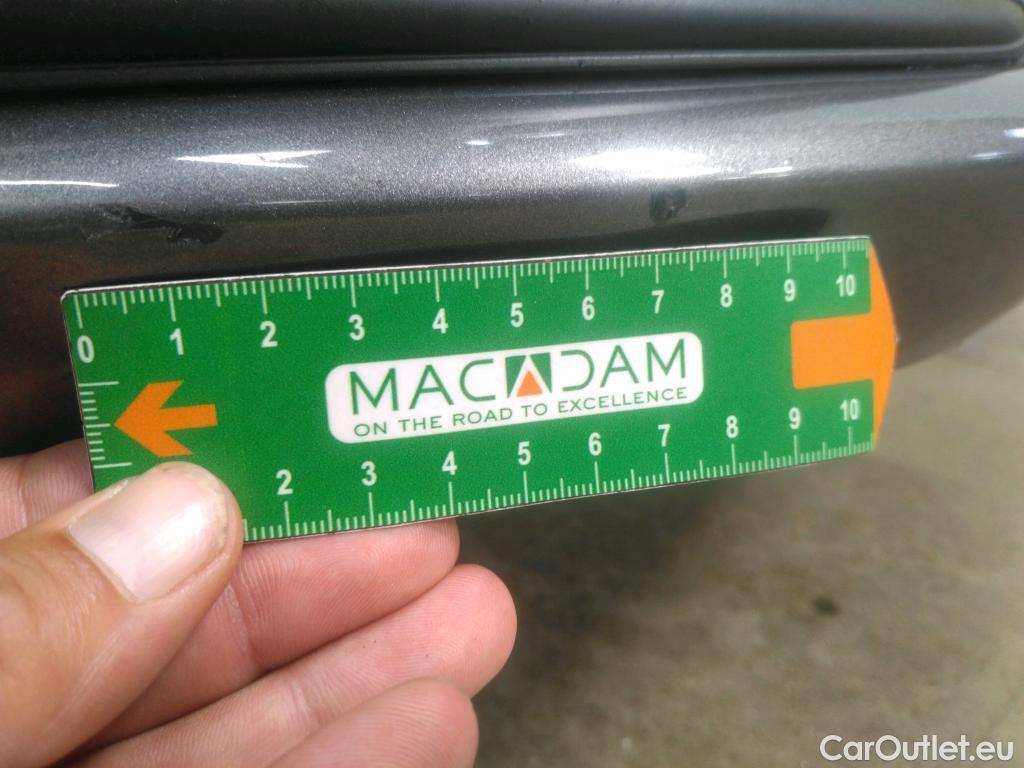 0 1 2 3 4 5 6 7 8 9 10
MACADAM
ON THE ROAD TO EXCELLENCE
2 3 4 5 6 7 8 9 10
CarOutlet.eu